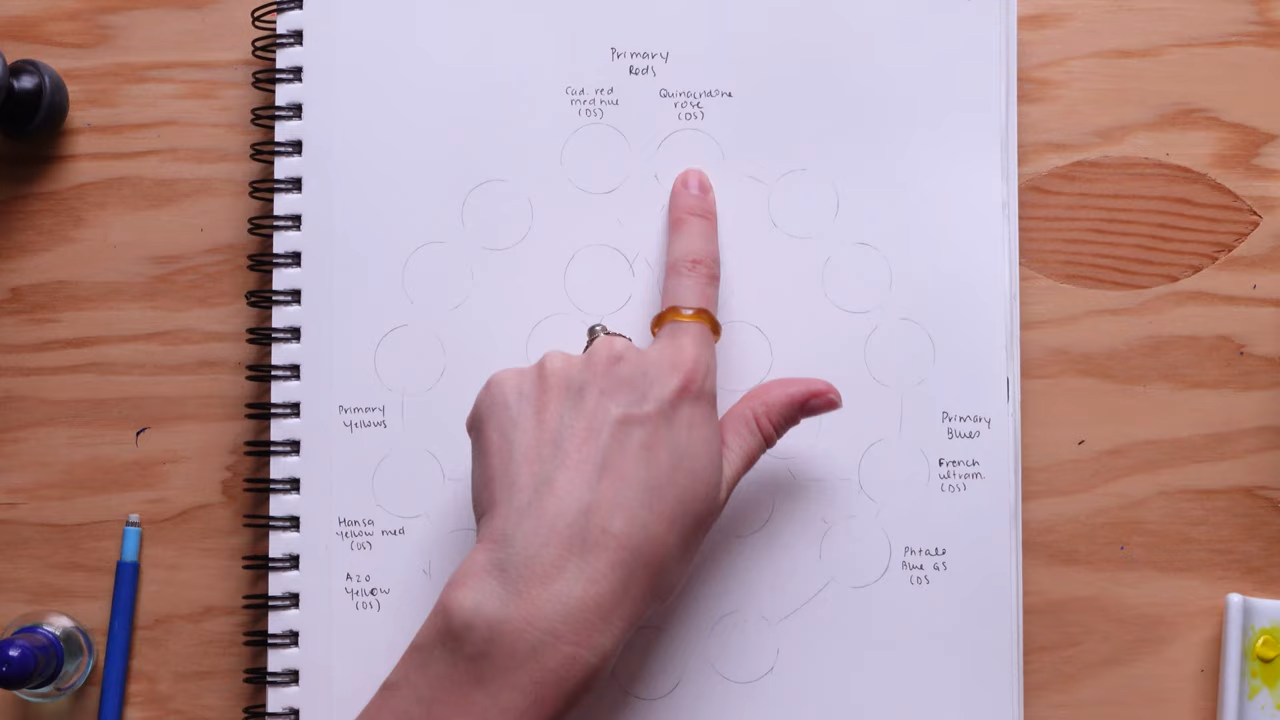 Primary
Reds
Cad. red
med hue
(DS)
Quinacridone
rose
(DS)
Primary
Yellows
Hansa
Yellow med
(DS)
Azo
Yellow
(DS)
Primary
Blues
French
ultram.
(DS)
Phtalo
Blue GS
(DS